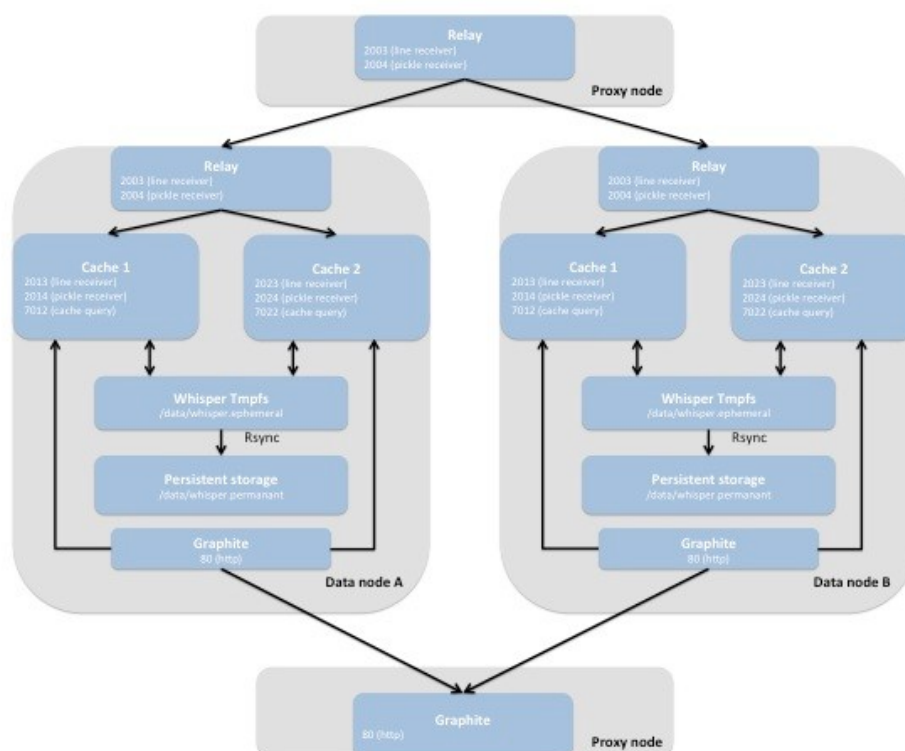 Relay
2003 (line receiver)
2004 (pickle receiver)
Proxy node
Relay
2003 (line receiver)
2004 (pickle receiver)
Cache 1
2013 (line receiver)
2014 (pickle receiver)
7012 (cache query)
Cache 2
2023 (line receiver)
2024 (pickle receiver)
7022 (cache query)
Whisper Tmpfs
/data/whisper.ephemeral
Rsync
Persistent storage
/data/whisper.permanant
Graphite
80 (http)
Data node A
Relay
2003 (line receiver)
2004 (pickle receiver)
Cache 1
2013 (line receiver)
2014 (pickle receiver)
7012 (cache query)
Cache 2
2023 (line receiver)
2024 (pickle receiver)
7022 (cache query)
Whisper Tmpfs
/data/whisper.ephemeral
Rsync
Persistent storage
/data/whisper.permanant
Graphite
80 (http)
Data node B
Graphite
80 (http)
Proxy node